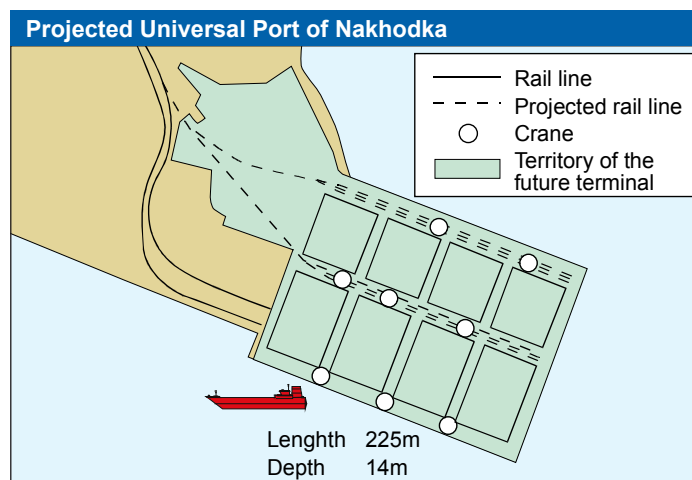 Projected Universal Port of Nakhodka
Rail line
Projected rail line
Crane
Territory of the
future terminal
Lenghth 225m
Depth 14m